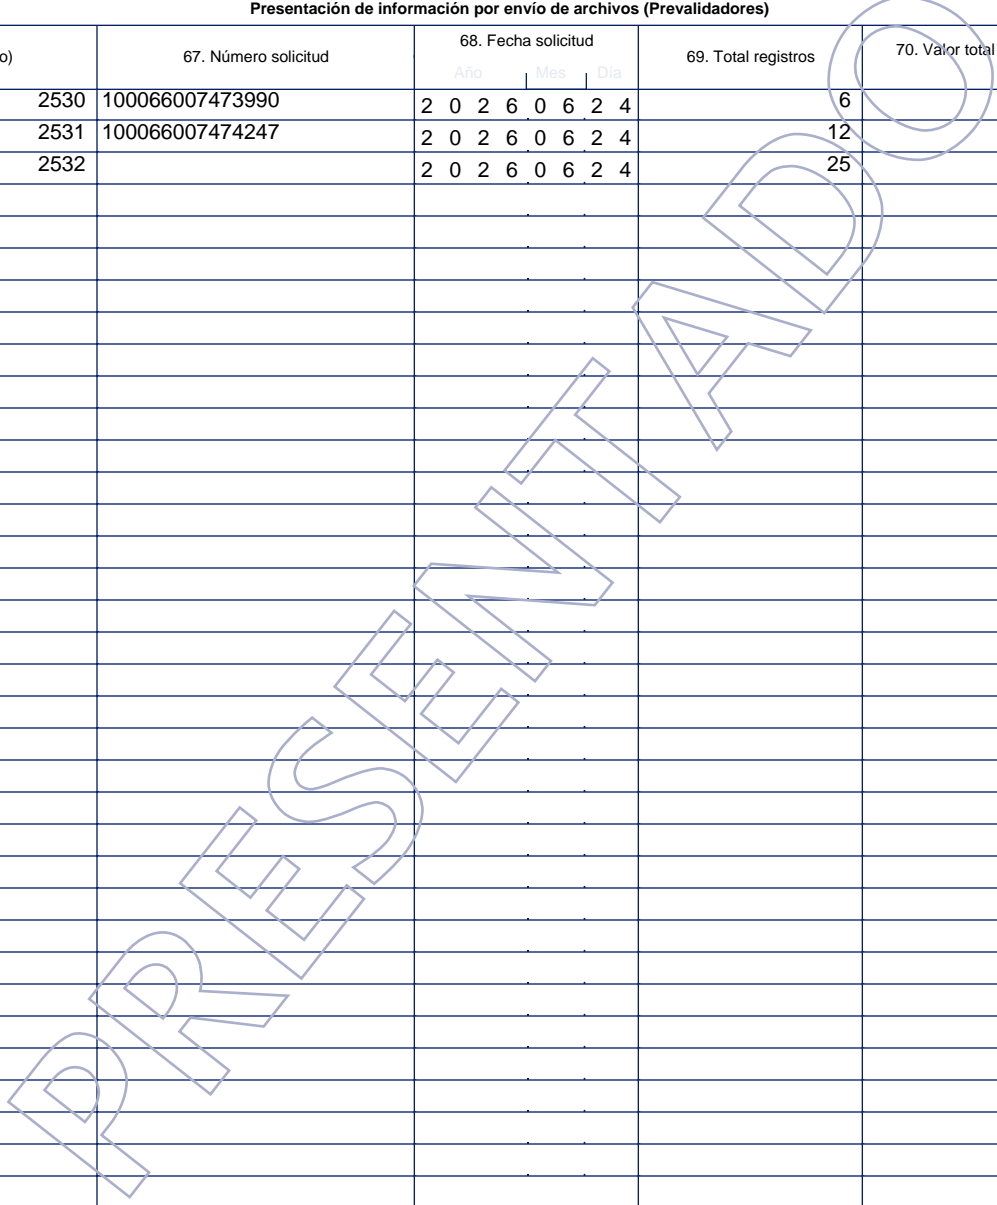 Presentación de información por envío de archivos (Prevalidadores)
o) 67. Número solicitud 68. Fecha solicitud 69. Total registros 70. Valor total
Año Mes Día
2530 100066007473990 2 0 2 6 0 6 2 4 6
2531 100066007474247 2 0 2 6 0 6 2 4 12
2532 2 0 2 6 0 6 2 4 25
PRESENTADO